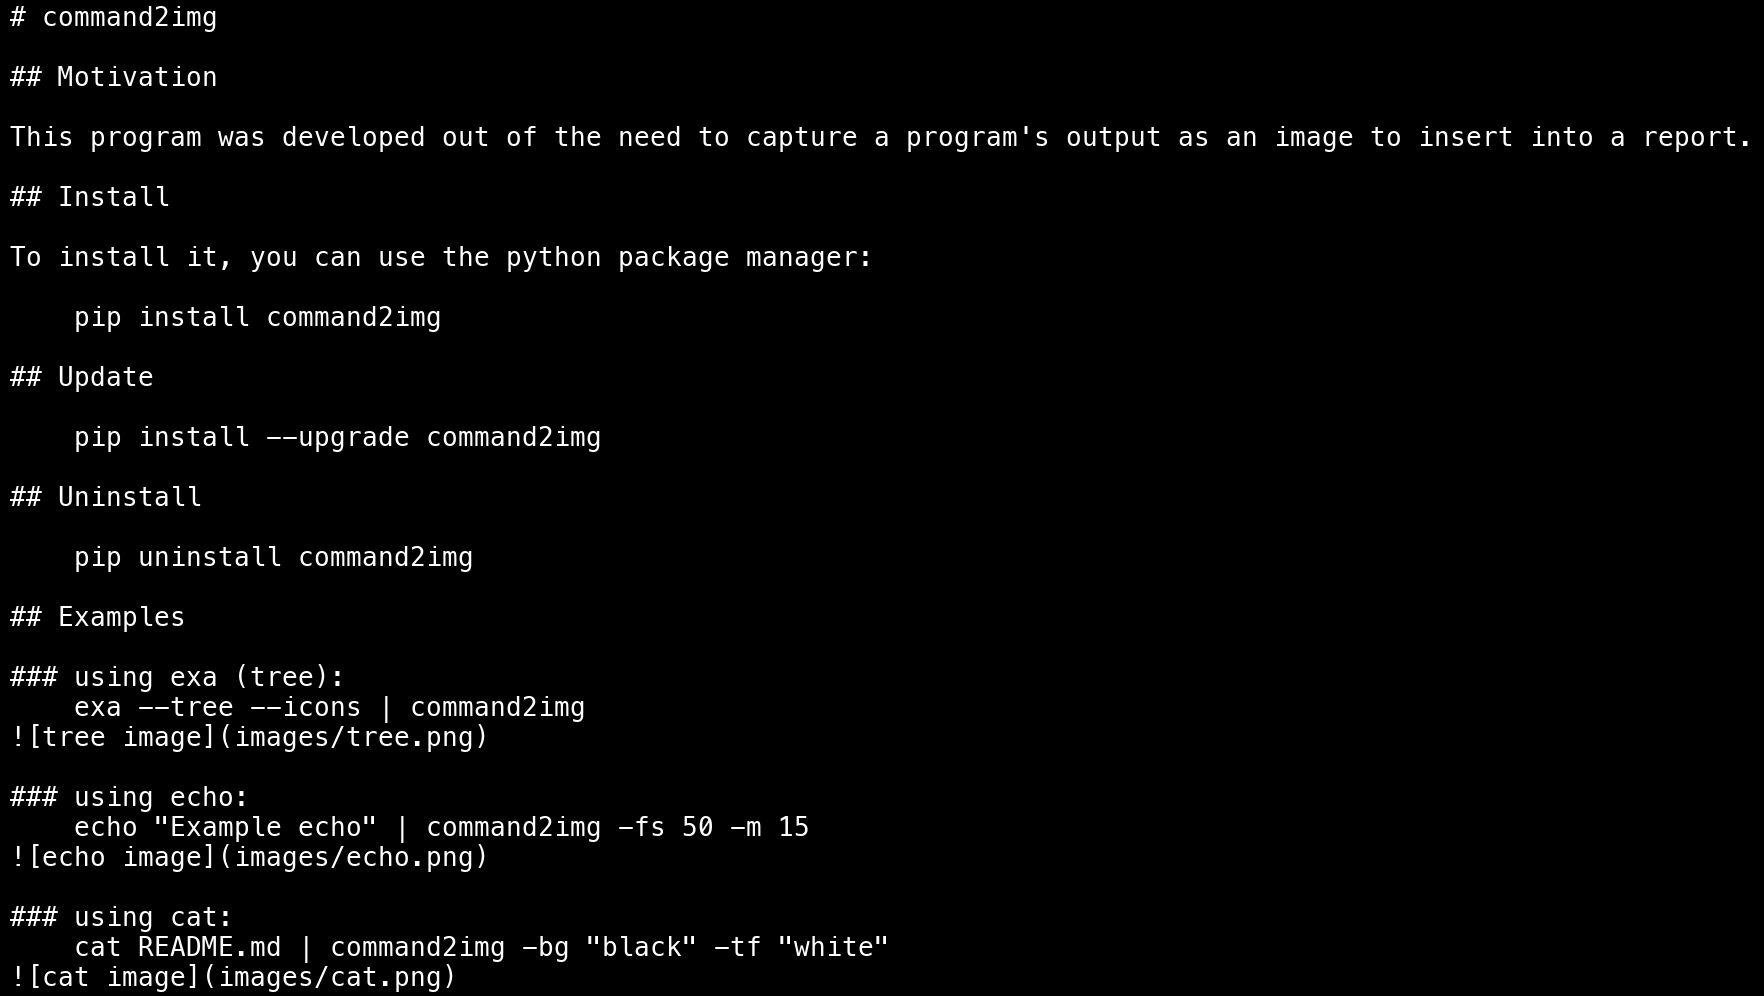 # command2img

## Motivation

This program was developed out of the need to capture a program's output as an image to insert into a report.

## Install

To install it, you can use the python package manager:

    pip install command2img

## Update

    pip install --upgrade command2img

## Uninstall

    pip uninstall command2img

## Examples

### using exa (tree):
    exa --tree --icons | command2img
![tree image](images/tree.png)

### using echo:
    echo "Example echo" | command2img -fs 50 -m 15
![echo image](images/echo.png)

### using cat:
    cat README.md | command2img -bg "black" -tf "white"
![cat image](images/cat.png)